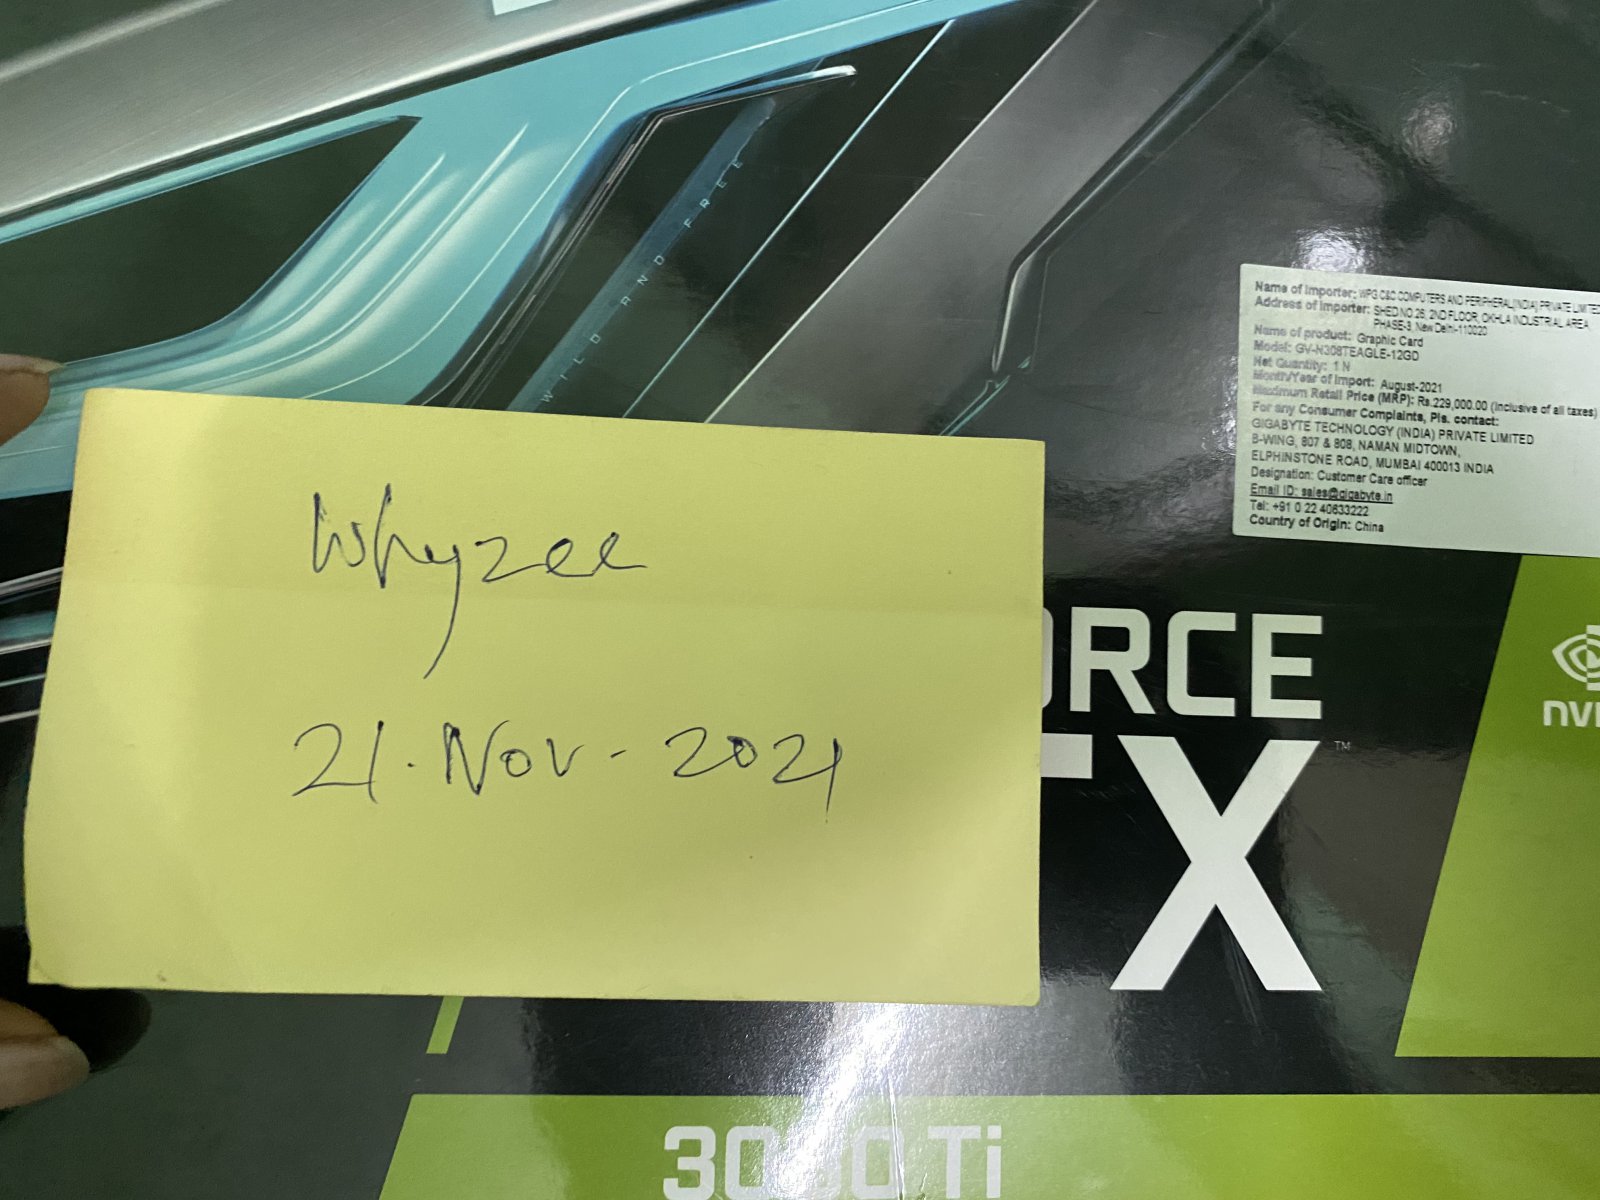 WILD AND FREE
Name of Importer: WPG C&C COMPUTERS AND PERIPHERAL(INDIA) PRIVATE LIMITED
Address of Importer: SHED NO 26, 2ND FLOOR, OKHLA INDUSTRIAL AREA
PHASE-3, New Delhi-110020
Name of product: Graphic Card
Model: GV-N308TEAGLE-12GD
Net Quantity: 1 N
Month/Year of Import: August-2021
Maximum Retail Price (MRP): Rs.229,000.00 (Inclusive of all taxes)
For any Consumer Complaints, Pls. contact:
GIGABYTE TECHNOLOGY (INDIA) PRIVATE LIMITED
B-WING, 807 & 808, NAMAN MIDTOWN,
ELPHINSTONE ROAD, MUMBAI 400013 INDIA
Designation: Customer Care officer
Email ID: sales@gigabyte.in
Tel: +91 0 22 40633222
Country of Origin: China
Whyzee
21-Nov-2021
ORCE
TX™
NVI
3080 Ti